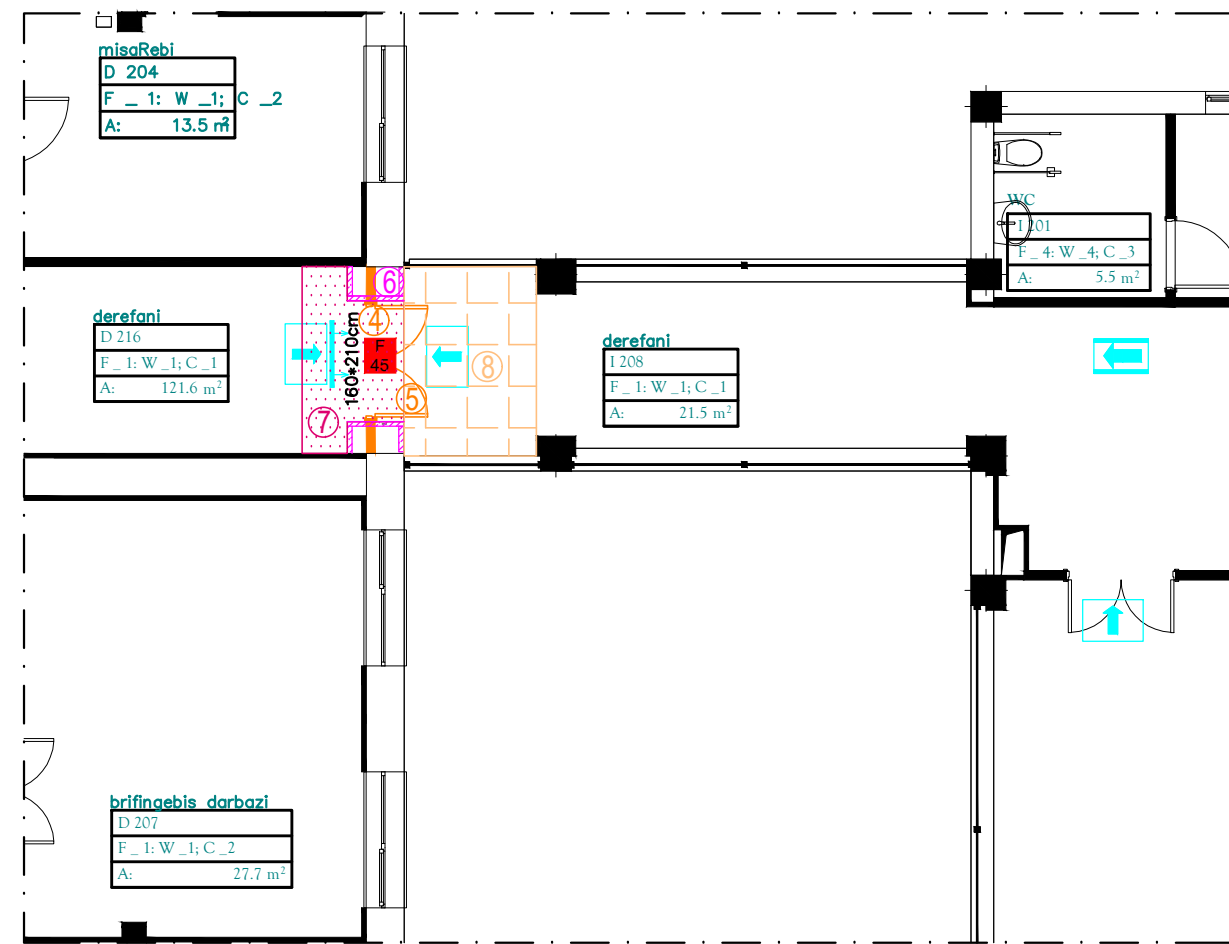 misaRebi
D 204
F _ 1: W _1; C _2
A: 13.5 m²
WC
I 201
F _ 4: W _4; C _3
A: 5.5 m²
derefani
D 216
F _ 1: W _1; C _1
A: 121.6 m²
6
4
160*210cm
F
45
8
5
7
derefani
I 208
F _ 1: W _1; C _1
A: 21.5 m²
brifingebis darbazi
D 207
F _ 1: W _1; C _2
A: 27.7 m²